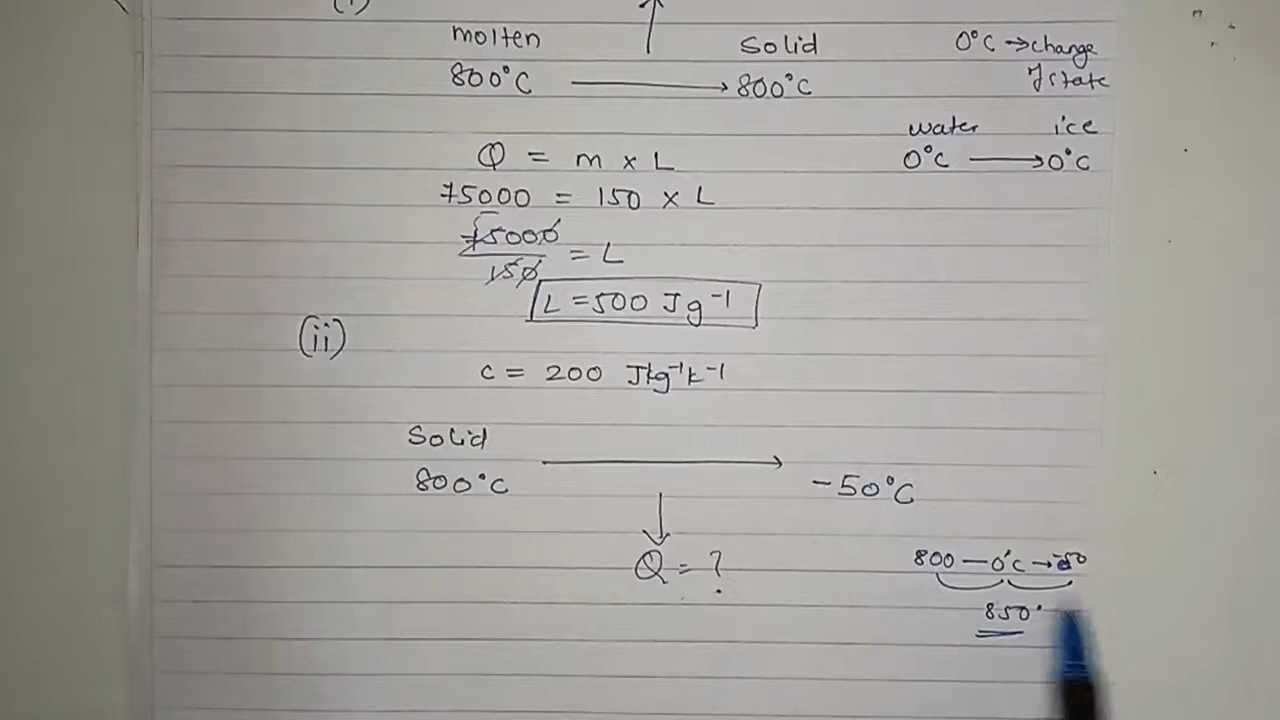 (i)
molten
800°C → 800°C
solid
0°C → change
of state
water ice
0°C → 0°C
Q = m × L
75000 = 150 × L
75000
150
= L
L = 500 Jg⁻¹
(ii)
c = 200 Jkg⁻¹k⁻¹
Solid
800°C → -50°C
Q = ?
800 — 0°C → -50
850°